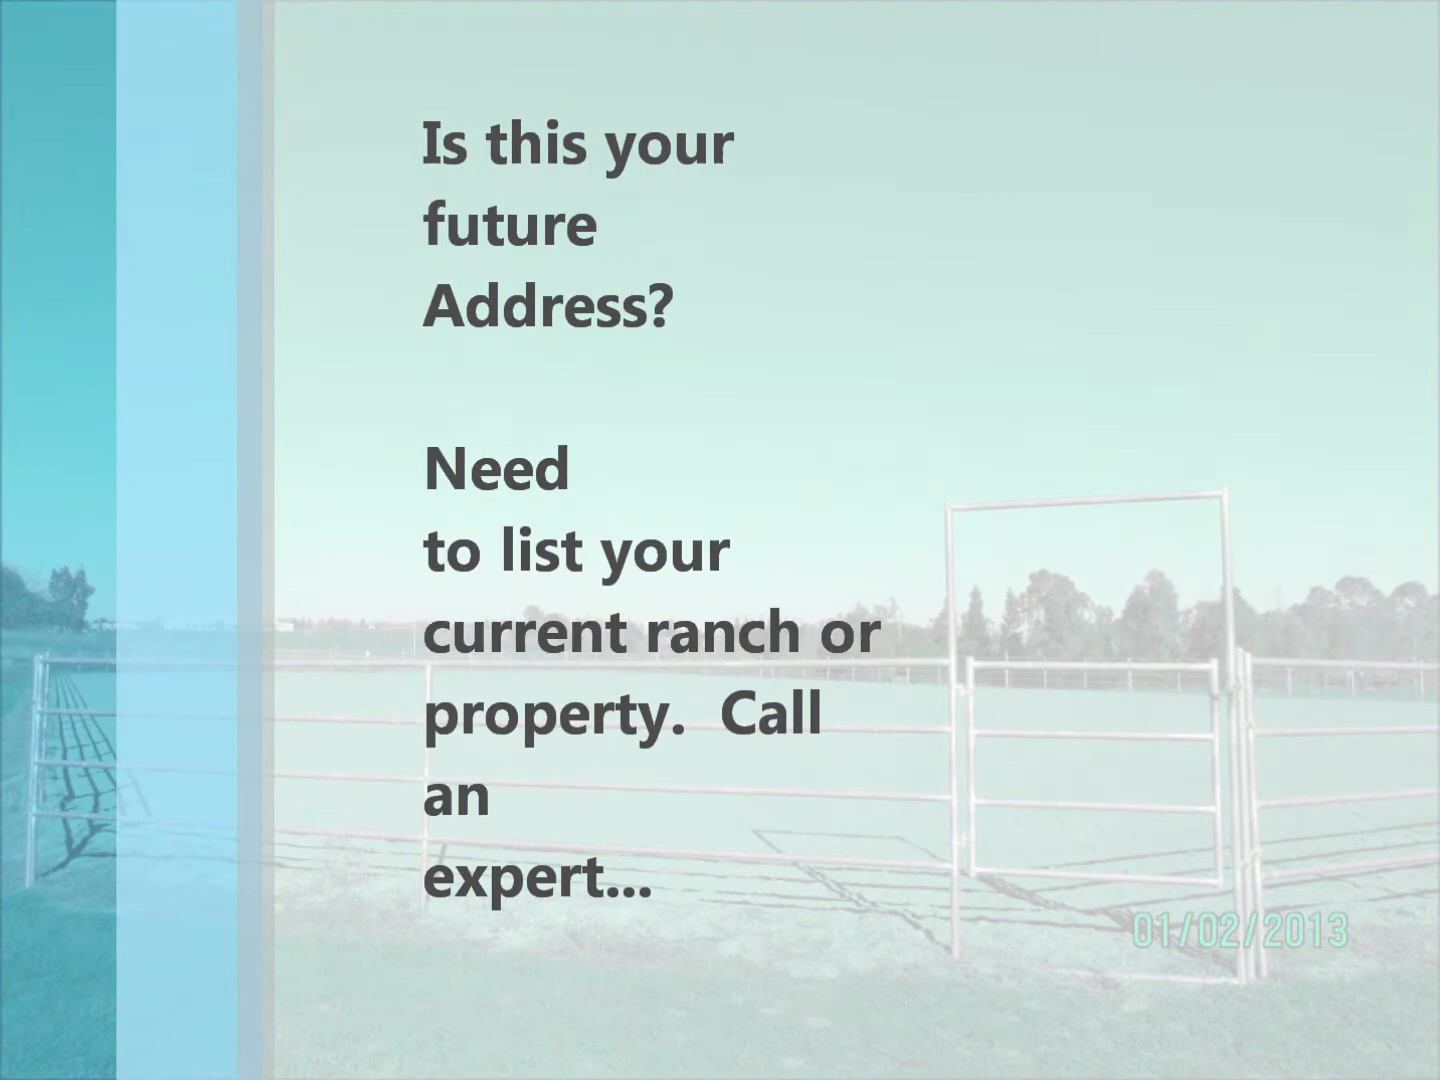 Is this your
future
Address?
Need
to list your
current ranch or
property.  Call
an
expert...
01/02/2013